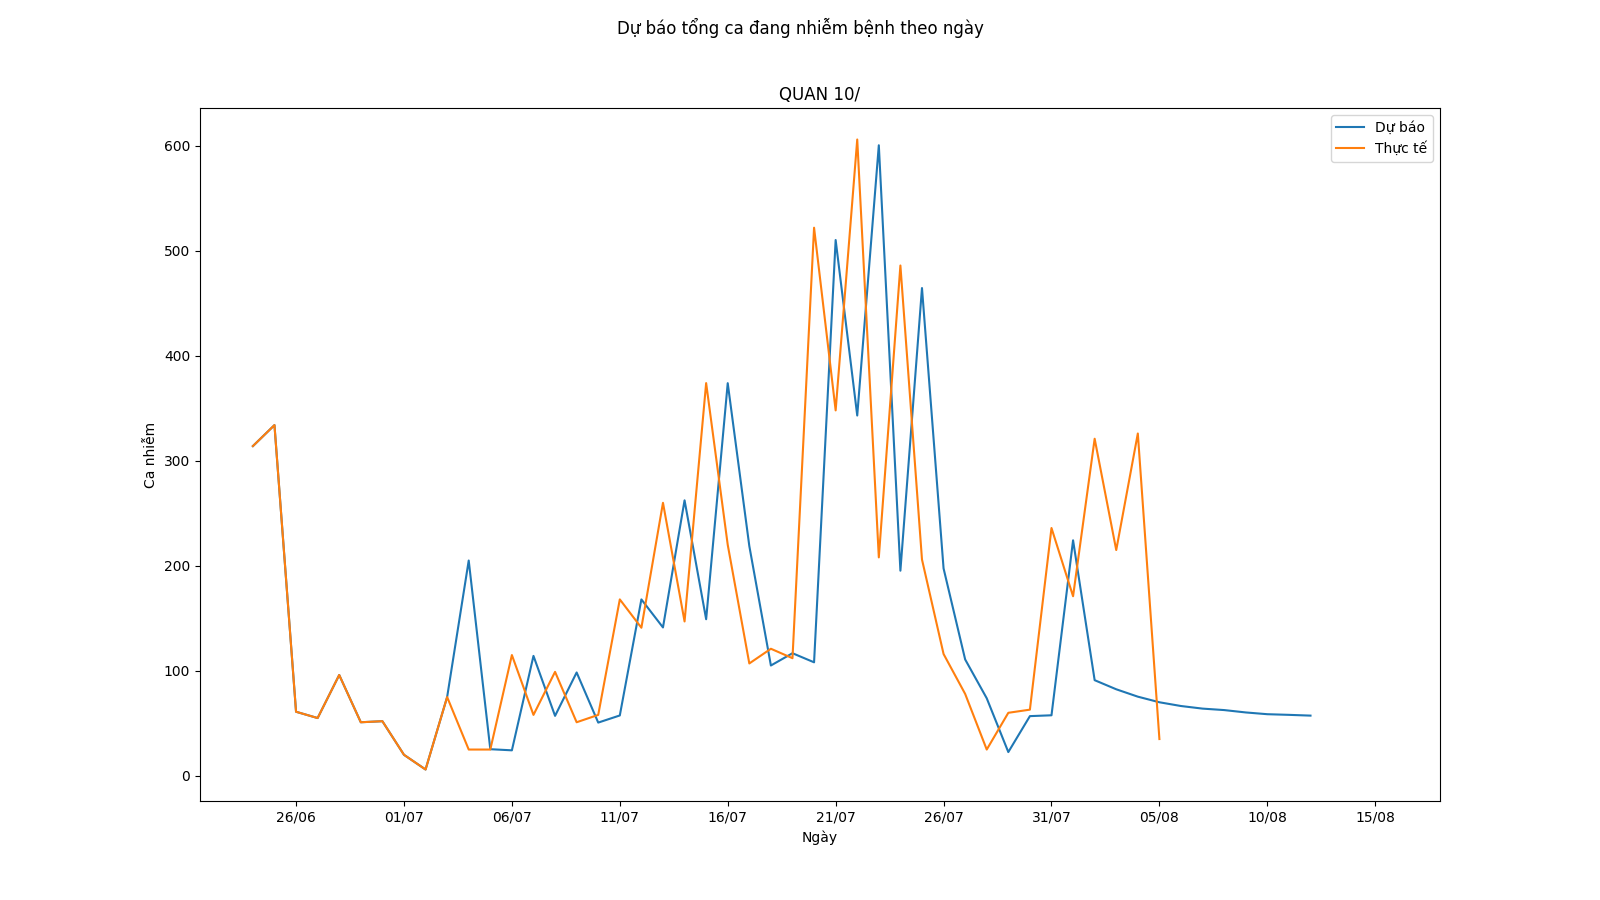 Dự báo tổng ca đang nhiễm bệnh theo ngày
QUAN 10/
Dự báo
Thực tế
600
500
400
300
200
100
0
Ca nhiễm
26/06 01/07 06/07 11/07 16/07 21/07 26/07 31/07 05/08 10/08 15/08
Ngày